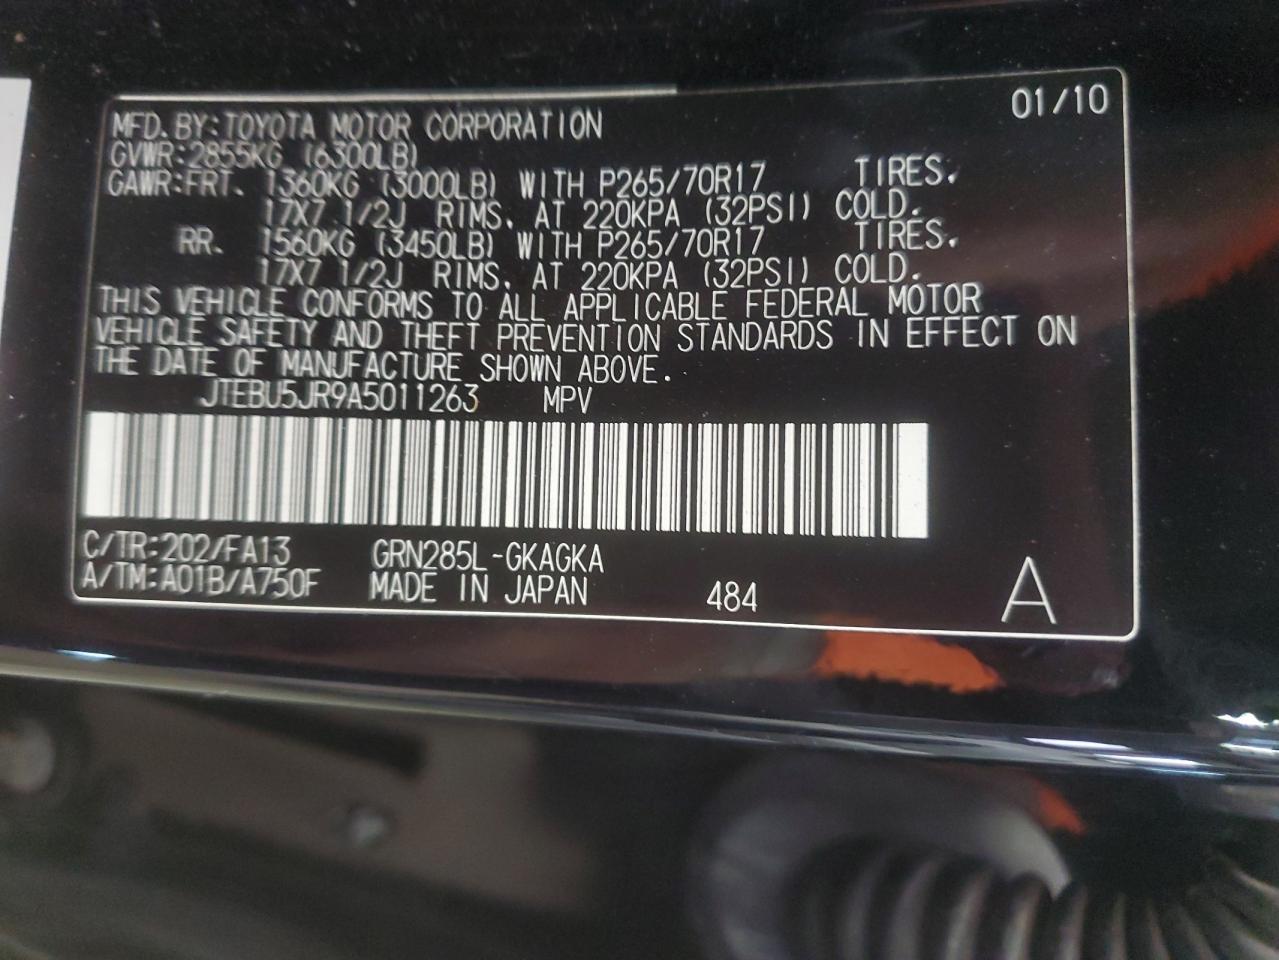 01/10
MFD.BY:TOYOTA MOTOR CORPORATION
GVWR:2855KG (6300LB)
GAWR:FRT. 1360KG (3000LB) WITH P265/70R17 TIRES,
17X7 1/2J RIMS, AT 220KPA (32PSI) COLD.
RR. 1560KG (3450LB) WITH P265/70R17 TIRES,
17X7 1/2J RIMS, AT 220KPA (32PSI) COLD.
THIS VEHICLE CONFORMS TO ALL APPLICABLE FEDERAL MOTOR
VEHICLE SAFETY AND THEFT PREVENTION STANDARDS IN EFFECT ON
THE DATE OF MANUFACTURE SHOWN ABOVE.
JTEBU5JR9A5011263 MPV
C/TR:202/FA13 GRN285L-GKAGKA
A/TM:A01B/A750F MADE IN JAPAN 484 A